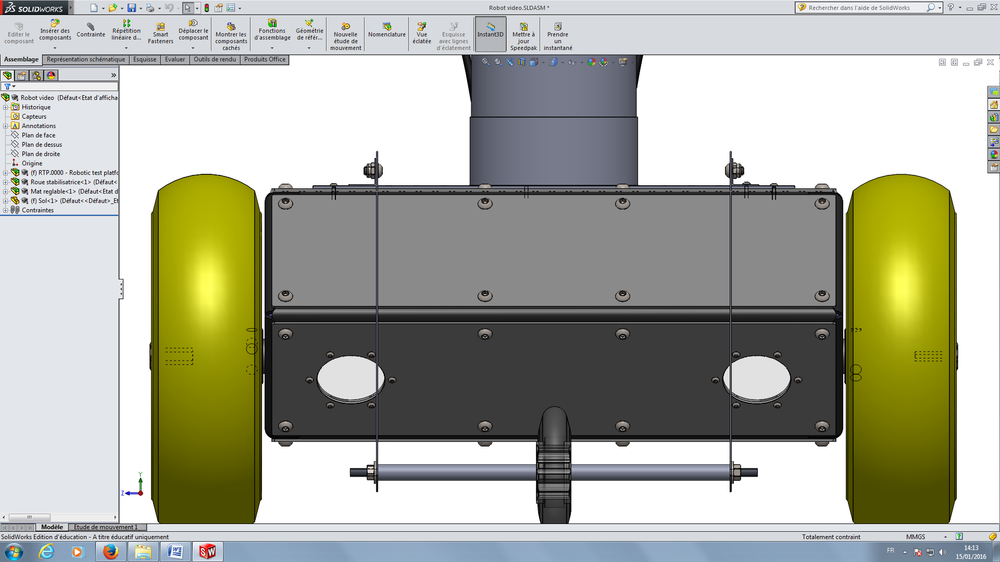 SOLIDWORKS
Robot video.SLDASM *
Rechercher dans l'aide de SolidWorks
Editer le composant
Insérer des composants
Contrainte
Répétition linéaire d...
Smart Fasteners
Déplacer le composant
Montrer les composants cachés
Fonctions d'assemblage
Géométrie de référ...
Nouvelle étude de mouvement
Nomenclature
Vue éclatée
Esquisse avec lignes d'éclatement
Instant3D
Mettre à jour Speedpak
Prendre un instantané
Assemblage
Représentation schématique
Esquisse
Evaluer
Outils de rendu
Produits Office
Robot video (Défaut<Etat d'afficha
Historique
Capteurs
Annotations
Plan de face
Plan de dessus
Plan de droite
Origine
(f) RTP.0000 - Robotic test platfo
Roue stabilisatrice<1> (Défaut<
Mat reglable<1> (Défaut<Etat d
(f) Sol<1> (Défaut<<Défaut>_Et
Contraintes
Y
Z
Modèle
Etude de mouvement 1
SolidWorks Edition d'éducation - A titre éducatif uniquement
Totalement contraint
MMGS
FR
14:13
15/01/2016